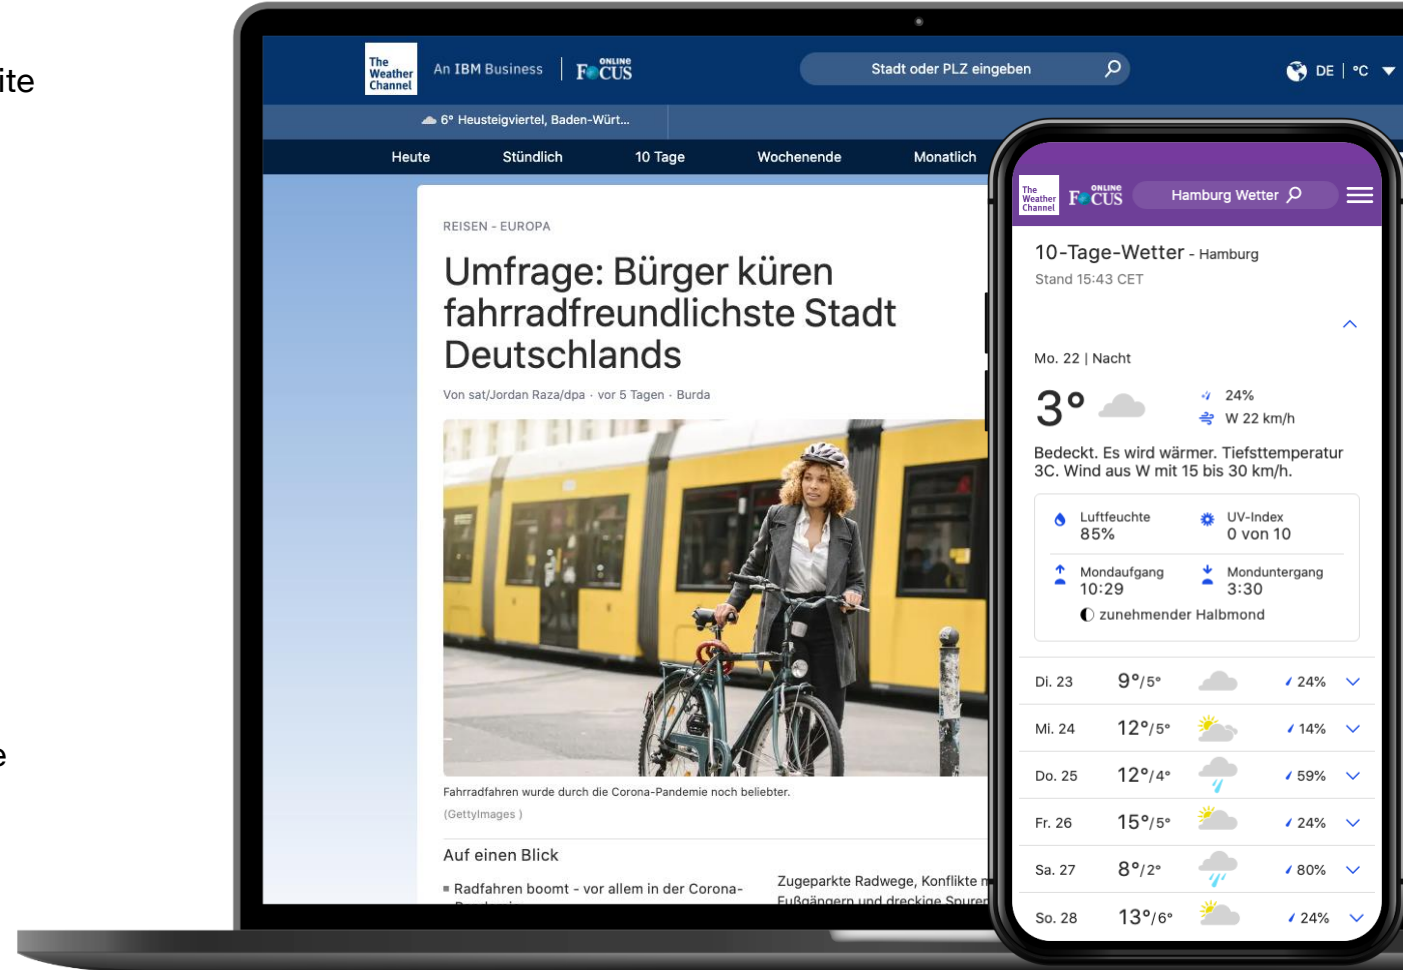 ite
e
The
Weather
Channel
An IBM Business
ONLINE
FOCUS
Stadt oder PLZ eingeben
DE | °C
6° Heusteigviertel, Baden-Würt...
Heute Stündlich 10 Tage Wochenende Monatlich
REISEN - EUROPA
Umfrage: Bürger küren
fahrradfreundlichste Stadt
Deutschlands
Von sat/Jordan Raza/dpa · vor 5 Tagen · Burda
Fahrradfahren wurde durch die Corona-Pandemie noch beliebter.
(GettyImages )
Auf einen Blick
Radfahren boomt - vor allem in der Corona-
Zugeparkte Radwege, Konflikte
Fußgängern und dreckige
The
Weather
Channel
ONLINE
FOCUS
Hamburg Wetter
10-Tage-Wetter - Hamburg
Stand 15:43 CET
Mo. 22 | Nacht
3°
24%
W 22 km/h
Bedeckt. Es wird wärmer. Tiefsttemperatur
3C. Wind aus W mit 15 bis 30 km/h.
Luftfeuchte
85%
UV-Index
0 von 10
Mondaufgang
10:29
Monduntergang
3:30
zunehmender Halbmond
Di. 23 9°/5° 24%
Mi. 24 12°/5° 14%
Do. 25 12°/4° 59%
Fr. 26 15°/5° 24%
Sa. 27 8°/2° 80%
So. 28 13°/6° 24%